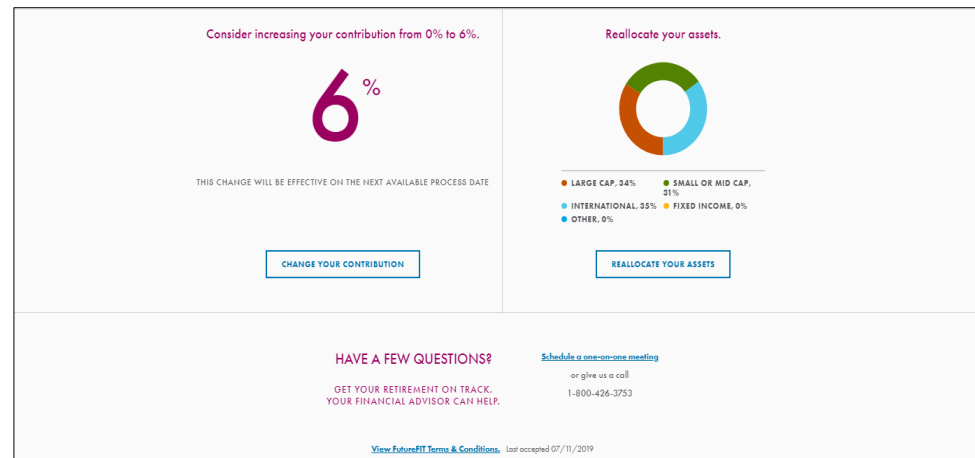 Consider increasing your contribution from 0% to 6%.
6%
THIS CHANGE WILL BE EFFECTIVE ON THE NEXT AVAILABLE PROCESS DATE
CHANGE YOUR CONTRIBUTION
Reallocate your assets.
LARGE CAP, 34%
SMALL OR MID CAP,
31%
INTERNATIONAL, 35%
FIXED INCOME, 0%
OTHER, 0%
REALLOCATE YOUR ASSETS
HAVE A FEW QUESTIONS?
GET YOUR RETIREMENT ON TRACK.
YOUR FINANCIAL ADVISOR CAN HELP.
Schedule a one-on-one meeting
or give us a call
1-800-426-3753
View FutureFIT Terms & Conditions. Last accepted 07/11/2019